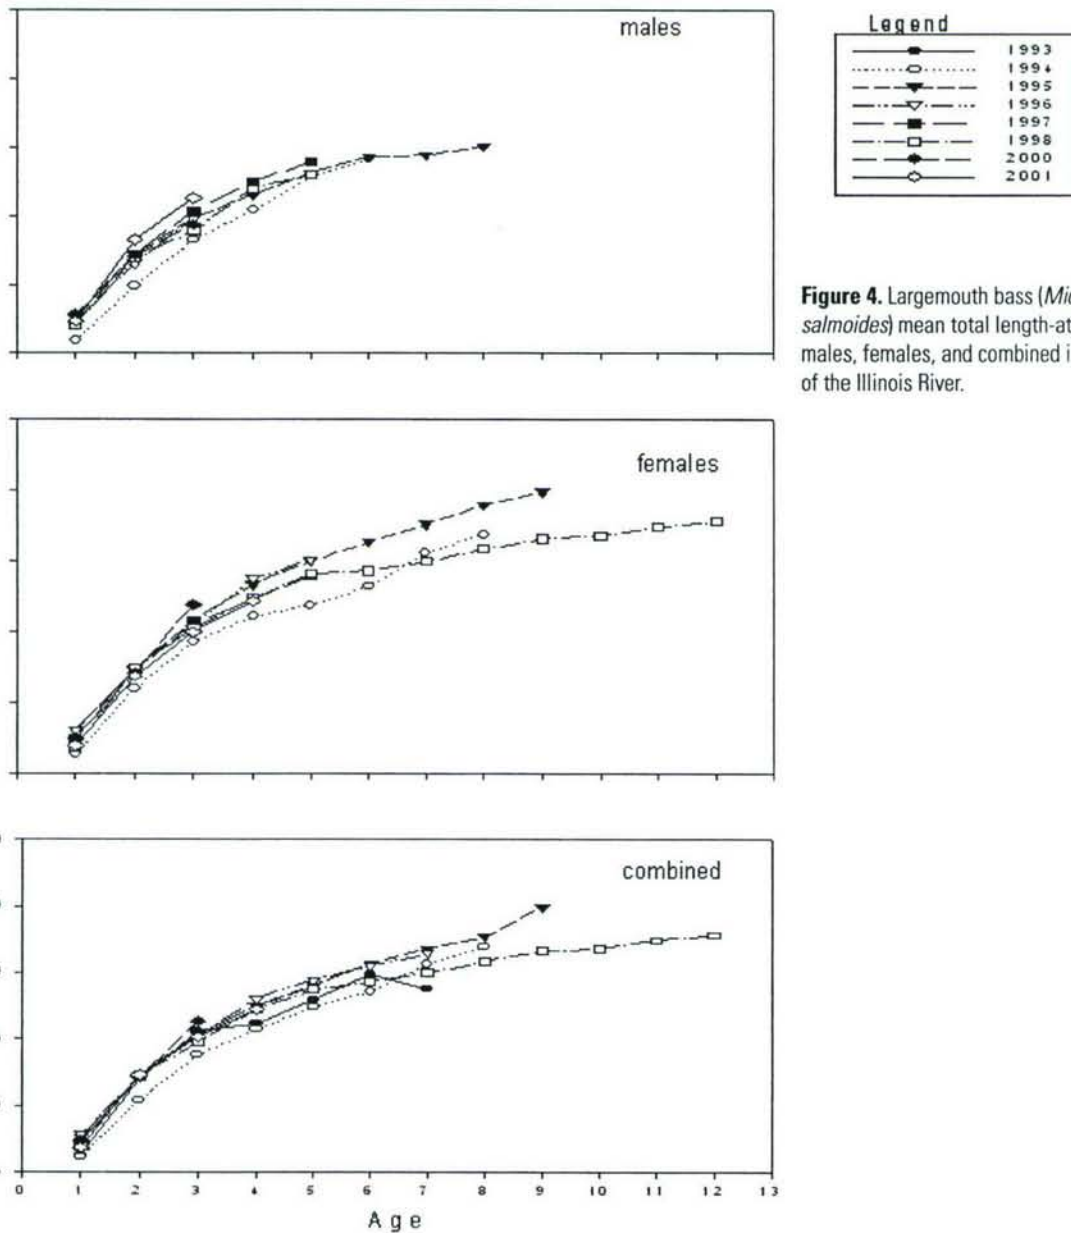 males
Legend
1993
1994
1995
1996
1997
1998
2000
2001
Figure 4. Largemouth bass (Mic
salmoides) mean total length-at
males, females, and combined i
of the Illinois River.
females
combined
0 1 2 3 4 5 6 7 8 9 10 11 12 13
Age